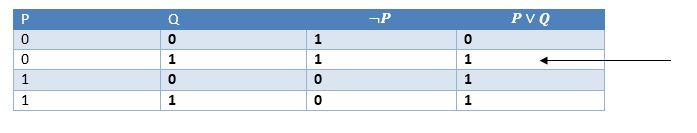 P Q ¬P P ∨ Q
0 0 1 0
0 1 1 1
1 0 0 1
1 1 0 1